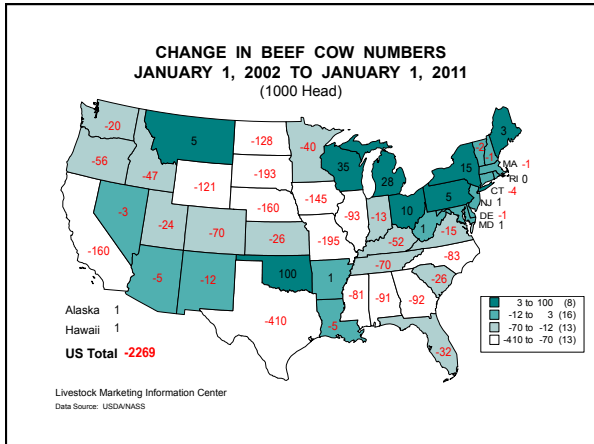 CHANGE IN BEEF COW NUMBERS
JANUARY 1, 2002 TO JANUARY 1, 2011
(1000 Head)
-20
5
-128
-40
3
-2
-1
-56
-47
-193
35
28
15
MA -1
RI 0
CT -4
NJ 1
DE -1
MD 1
-121
-160
-145
5
10
-3
-24
-70
-26
-195
-93
-13
1
-15
-52
-160
-5
-12
100
1
-70
-83
-26
-410
-81
-91
-92
-5
-32
Alaska 1
Hawaii 1
US Total -2269
3 to 100 (8)
-12 to 3 (16)
-70 to -12 (13)
-410 to -70 (13)
Livestock Marketing Information Center
Data Source: USDA/NASS